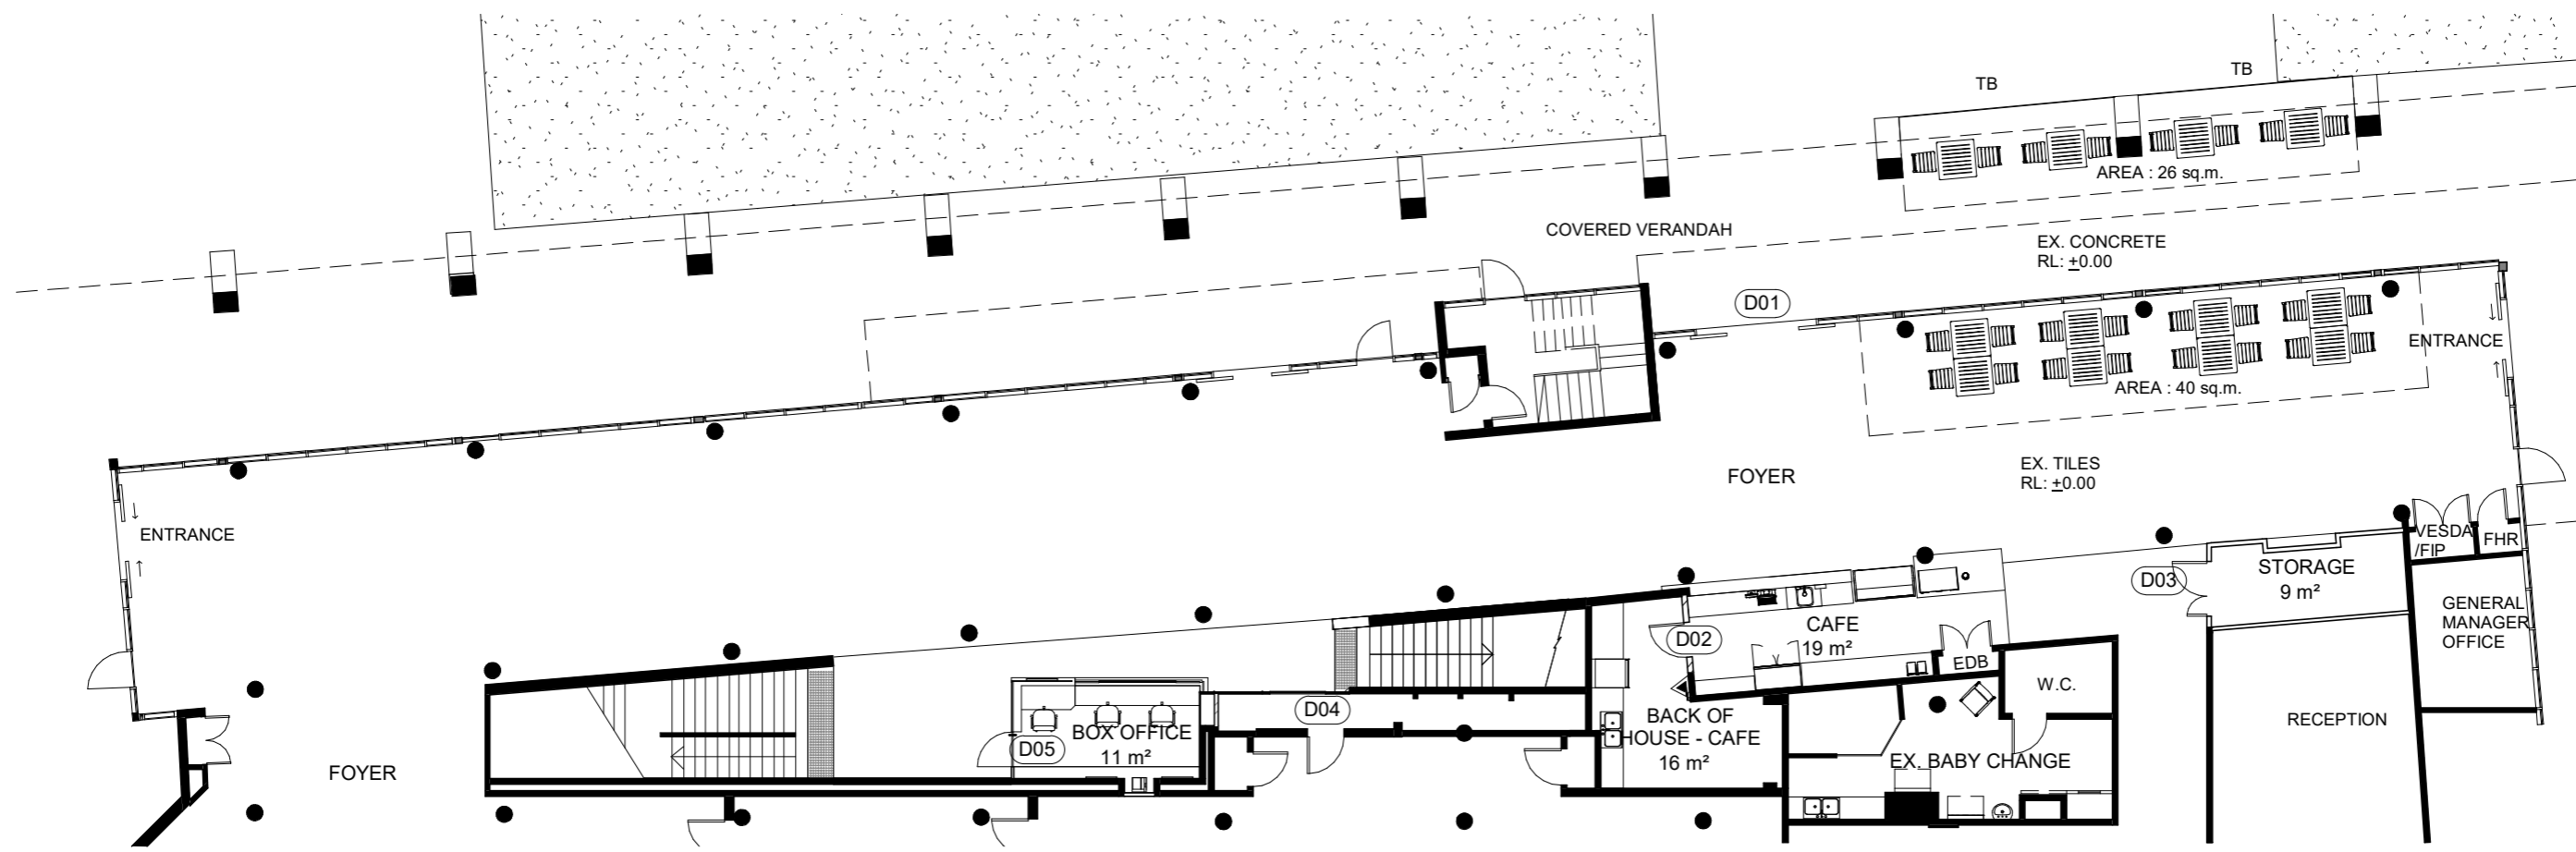 TB
TB
AREA : 26 sq.m.
COVERED VERANDAH
EX. CONCRETE
RL: ±0.00
D01
ENTRANCE
AREA : 40 sq.m.
FOYER
EX. TILES
RL: ±0.00
ENTRANCE
VESDA
/FIP
FHR
STORAGE
9 m²
D03
GENERAL
MANAGER
OFFICE
CAFE
19 m²
D02
EDB
W.C.
RECEPTION
D04
BACK OF
HOUSE - CAFE
16 m²
BOX OFFICE
11 m²
D05
EX. BABY CHANGE
FOYER